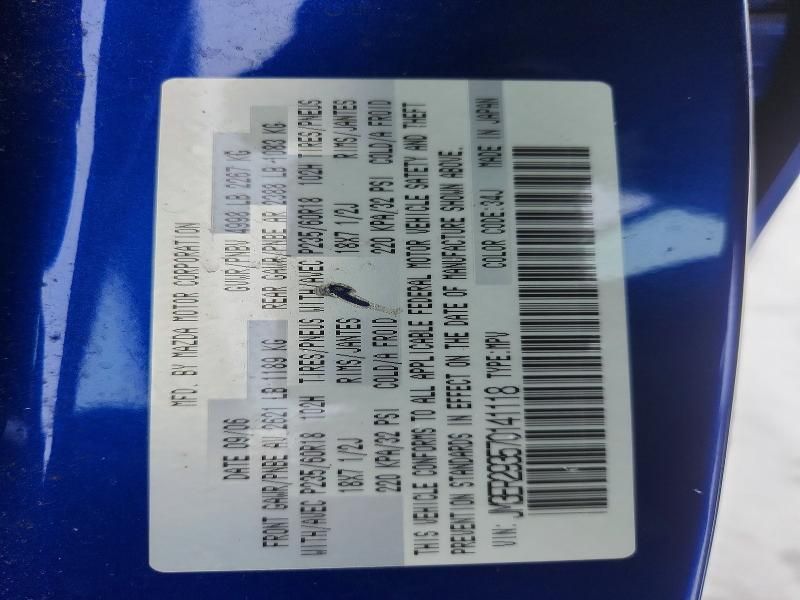 MFD. BY MAZDA MOTOR CORPORATION
DATE 09/06 GVWR/PNBV 4998 LB 2267 KG
FRONT GAWR/PNBE AV 2621 LB 1189 KG REAR GAWR/PNBE RR 2388 LB 1083 KG
WITH/AVEC P235/60R18 102H TIRES/PNEUS WITH/AVEC P235/60R18 102H TIRES/PNEUS
18X7 1/2J RIMS/JANTES 18X7 1/2J RIMS/JANTES
220 KPA/32 PSI COLD/A FROID 220 KPA/32 PSI COLD/A FROID
THIS VEHICLE CONFORMS TO ALL APPLICABLE FEDERAL MOTOR VEHICLE SAFETY AND THEFT
PREVENTION STANDARDS IN EFFECT ON THE DATE OF MANUFACTURE SHOWN ABOVE.
VIN: JM3ER293570141118 TYPE:MPV COLOR CODE:34J MADE IN JAPAN